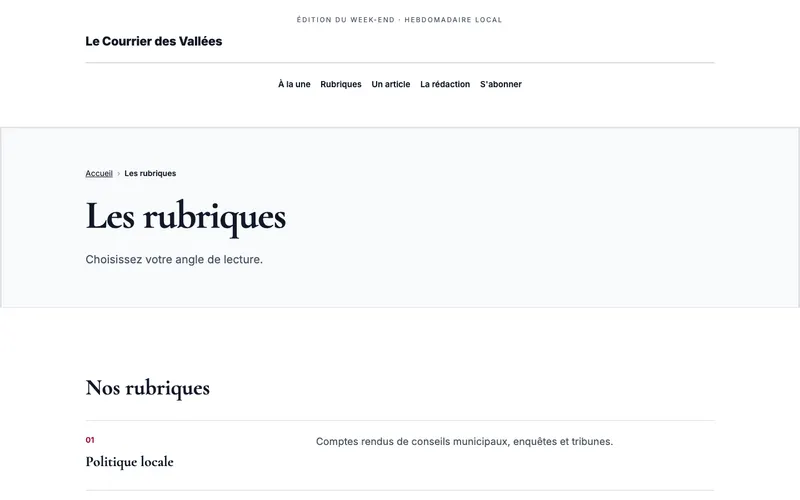 ÉDITION DU WEEK-END · HEBDOMADAIRE LOCAL
Le Courrier des Vallées
À la une Rubriques Un article La rédaction S'abonner
Accueil › Les rubriques
Les rubriques
Choisissez votre angle de lecture.
Nos rubriques
01
Comptes rendus de conseils municipaux, enquêtes et tribunes.
Politique locale